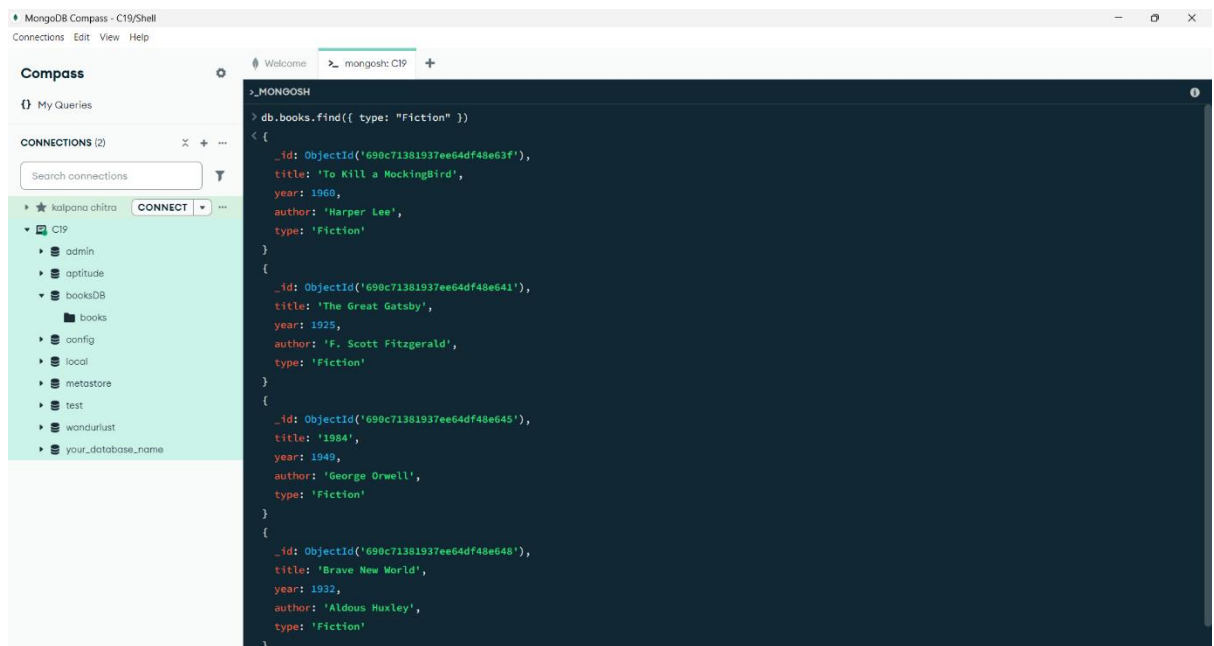 MongoDB Compass - C19/Shell
Connections Edit View Help
Compass
{} My Queries
CONNECTIONS (2)
Search connections
kalpana chitra CONNECT
C19
admin
aptitude
booksDB
books
config
local
metastore
test
wandurlust
your_database_name
Welcome >_ mongosh: C19 +
>_MONGOSH
> db.books.find({ type: "Fiction" })
< {
_id: ObjectId('690c71381937ee64df48e63f'),
title: 'To Kill a MockingBird',
year: 1960,
author: 'Harper Lee',
type: 'Fiction'
}
{
_id: ObjectId('690c71381937ee64df48e641'),
title: 'The Great Gatsby',
year: 1925,
author: 'F. Scott Fitzgerald',
type: 'Fiction'
}
{
_id: ObjectId('690c71381937ee64df48e645'),
title: '1984',
year: 1949,
author: 'George Orwell',
type: 'Fiction'
}
{
_id: ObjectId('690c71381937ee64df48e648'),
title: 'Brave New World',
year: 1932,
author: 'Aldous Huxley',
type: 'Fiction'
}